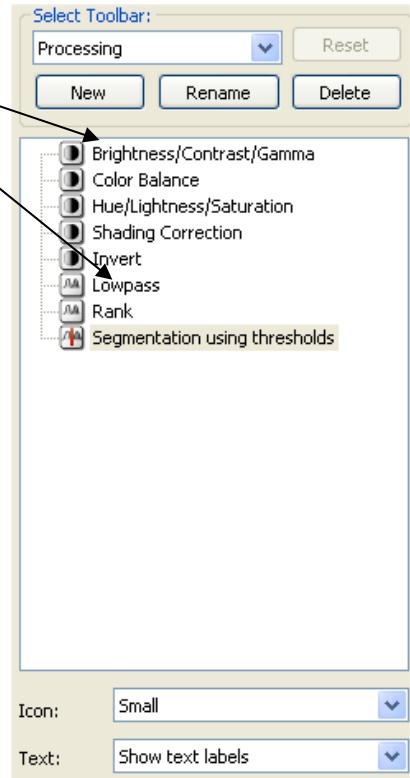 Select Toolbar:
Processing
Reset
New Rename Delete
Brightness/Contrast/Gamma
Color Balance
Hue/Lightness/Saturation
Shading Correction
Invert
Lowpass
Rank
Segmentation using thresholds
Icon: Small
Text: Show text labels